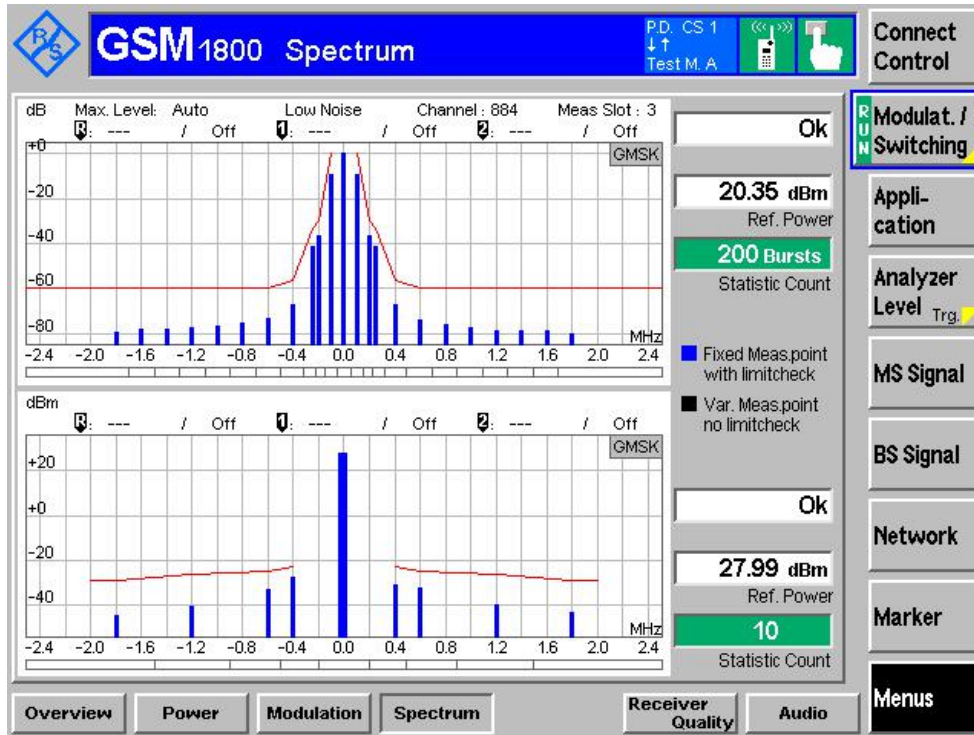 R&S GSM 1800 Spectrum P.D. CS 1
↓↑
Test M. A
Connect Control
dB Max. Level: Auto Low Noise Channel : 884 Meas Slot : 3
R: --- / Off 1: --- / Off 2: --- / Off
GMSK
+0
-20
-40
-60
-80
MHz
-2.4 -2.0 -1.6 -1.2 -0.8 -0.4 0.0 0.4 0.8 1.2 1.6 2.0 2.4
Ok
20.35 dBm
Ref. Power
200 Bursts
Statistic Count
Fixed Meas.point
with limitcheck
Var. Meas.point
no limitcheck
dBm
R: --- / Off 1: --- / Off 2: --- / Off
GMSK
+20
+0
-20
-40
MHz
-2.4 -2.0 -1.6 -1.2 -0.8 -0.4 0.0 0.4 0.8 1.2 1.6 2.0 2.4
Ok
27.99 dBm
Ref. Power
10
Statistic Count
RUN
Modulat. /
Switching
Appli-
cation
Analyzer
Level Trg.
MS Signal
BS Signal
Network
Marker
Menus
Overview Power Modulation Spectrum Receiver Quality Audio